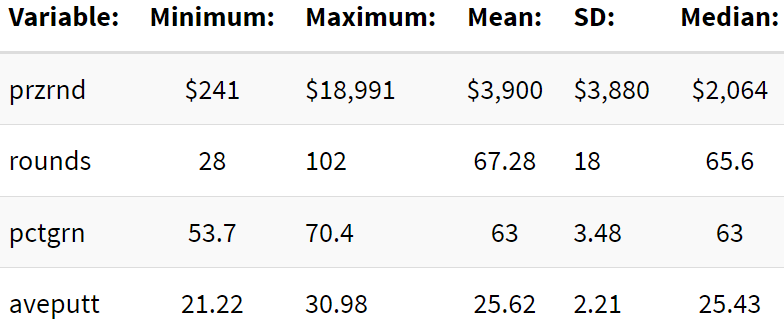 Variable: Minimum: Maximum: Mean: SD: Median:
przrnd $241 $18,991 $3,900 $3,880 $2,064
rounds 28 102 67.28 18 65.6
pctgrn 53.7 70.4 63 3.48 63
aveputt 21.22 30.98 25.62 2.21 25.43